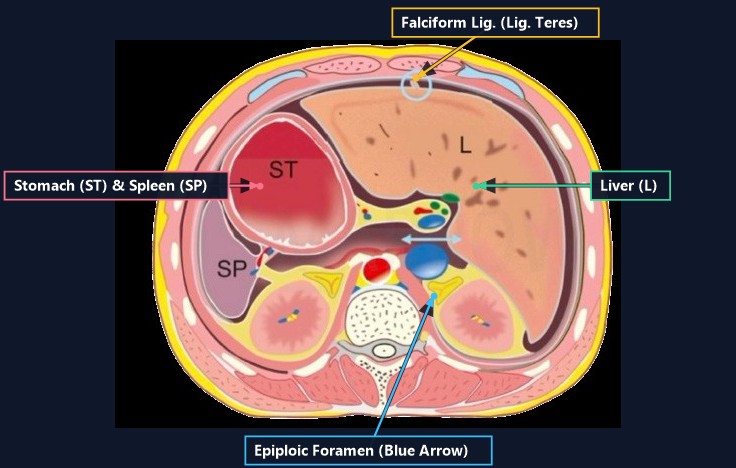 Falciform Lig. (Lig. Teres)
L
ST
Stomach (ST) & Spleen (SP)
Liver (L)
SP
Epiploic Foramen (Blue Arrow)